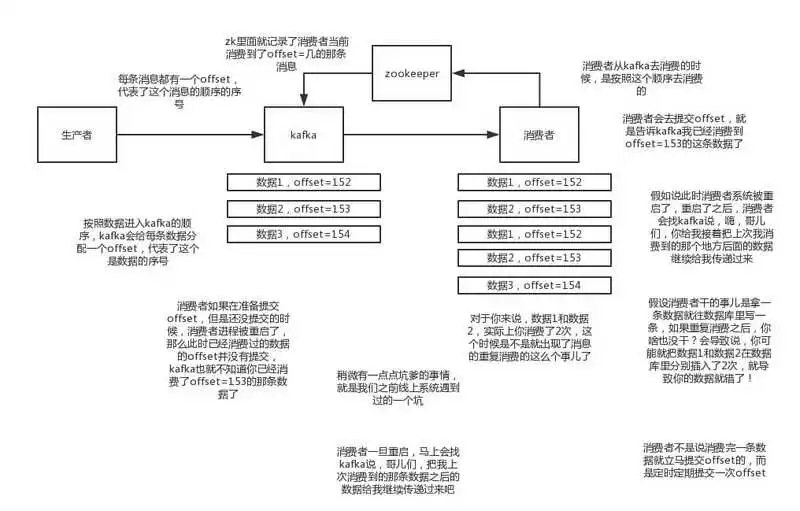 zk里面就记录了消费者当前
消费到了offset=几的那条
消息
zookeeper
消费者从kafka去消费的时
候，是按照这个顺序去消费
的
每条消息都有一个offset，
代表了这个消息的顺序的序
号
消费者会去提交offset，就
是告诉kafka我已经消费到
offset=153的这条数据了
生产者
kafka
消费者
数据1，offset=152
数据2，offset=153
数据3，offset=154
数据1，offset=152
数据2，offset=153
数据1，offset=152
数据2，offset=153
数据3，offset=154
按照数据进入kafka的顺
序，kafka会给每条数据分
配一个offset，代表了这个
是数据的序号
假如说此时消费者系统被重
启了，重启了之后，消费者
会找kafka说，嗨，哥儿
们，你给我接着把上次我消
费到的那个地方后面的数据
继续给我传递过来
消费者如果在准备提交
offset，但是还没提交的时
候，消费者进程被重启了，
那么此时已经消费过的数据
的offset并没有提交，
kafka也就不知道你已经消
费了offset=153的那条数
据了
对于你来说，数据1和数据
2，实际上你消费了2次，这
个时候是不是就出现了消息
的重复消费的这么个事儿了
假设消费者干的事儿是拿一
条数据就往数据库里写一
条，如果重复消费之后，你
啥也没干？会导致说，你可
能就把数据1和数据2在数据
库里分别插入了2次，就导
致你的数据就错了！
稍微有一点点坑爹的事情，
就是我们之前线上系统遇到
过的一个坑
消费者一旦重启，马上会找
kafka说，哥儿们，把我上
次消费到的那条数据之后的
数据给我继续传递过来吧
消费者不是说消费完一条数
据就立马提交offset的，而
是定时定期提交一次offset